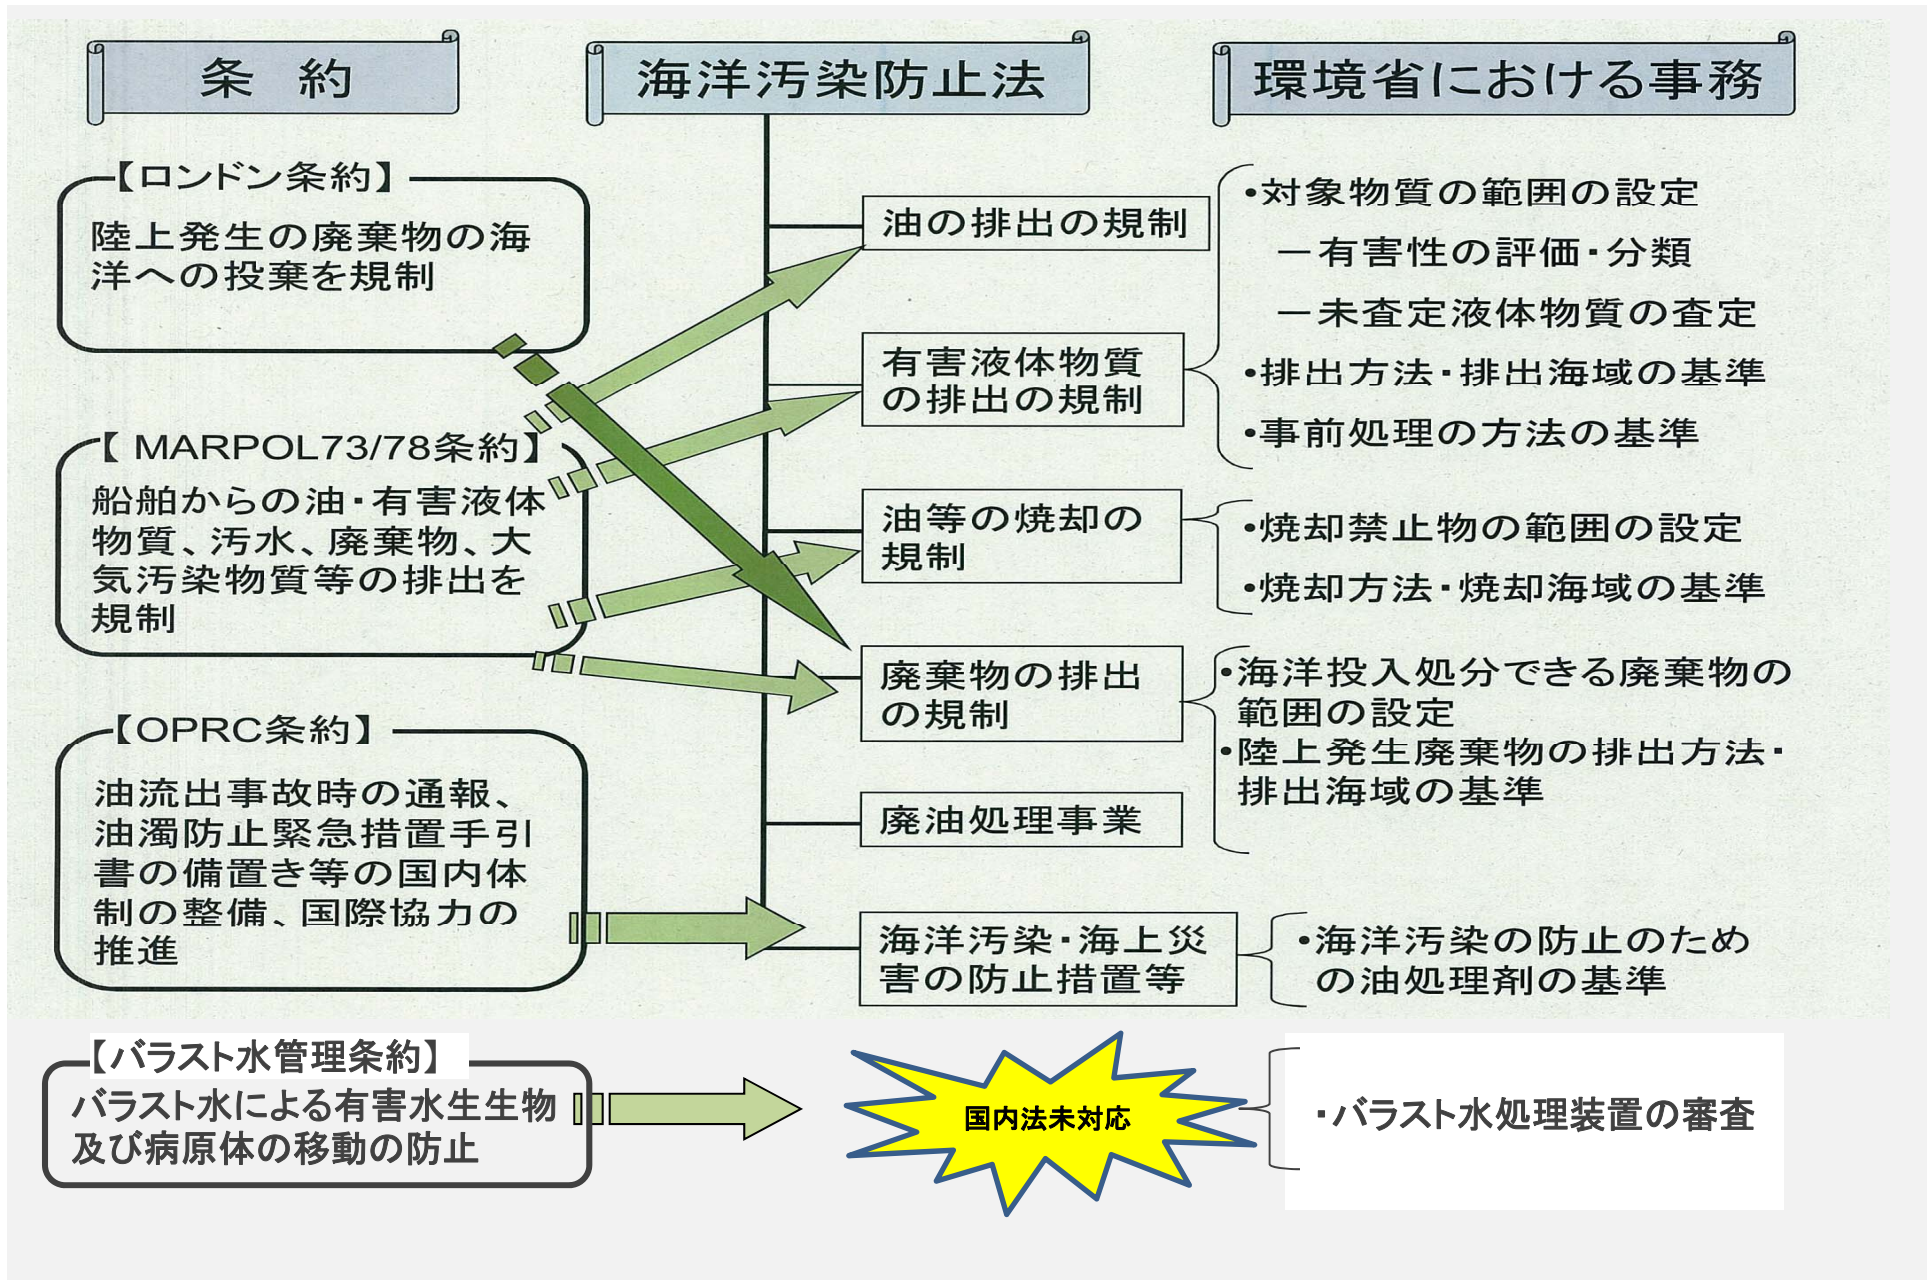 条　約
海洋汚染防止法
環境省における事務
【ロンドン条約】
陸上発生の廃棄物の海
洋への投棄を規制
【 MARPOL73/78条約】
船舶からの油・有害液体
物質、汚水、廃棄物、大
気汚染物質等の排出を
規制
【OPRC条約】
油流出事故時の通報、
油濁防止緊急措置手引
書の備置き等の国内体
制の整備、国際協力の
推進
【バラスト水管理条約】
バラスト水による有害水生生物
及び病原体の移動の防止
油の排出の規制
有害液体物質
の排出の規制
油等の焼却の
規制
廃棄物の排出
の規制
廃油処理事業
海洋汚染・海上災
害の防止措置等
国内法未対応
・対象物質の範囲の設定
－有害性の評価・分類
－未査定液体物質の査定
・排出方法・排出海域の基準
・事前処理の方法の基準
・焼却禁止物の範囲の設定
・焼却方法・焼却海域の基準
・海洋投入処分できる廃棄物の
範囲の設定
・陸上発生廃棄物の排出方法・
排出海域の基準
・海洋汚染の防止のため
の油処理剤の基準
・バラスト水処理装置の審査